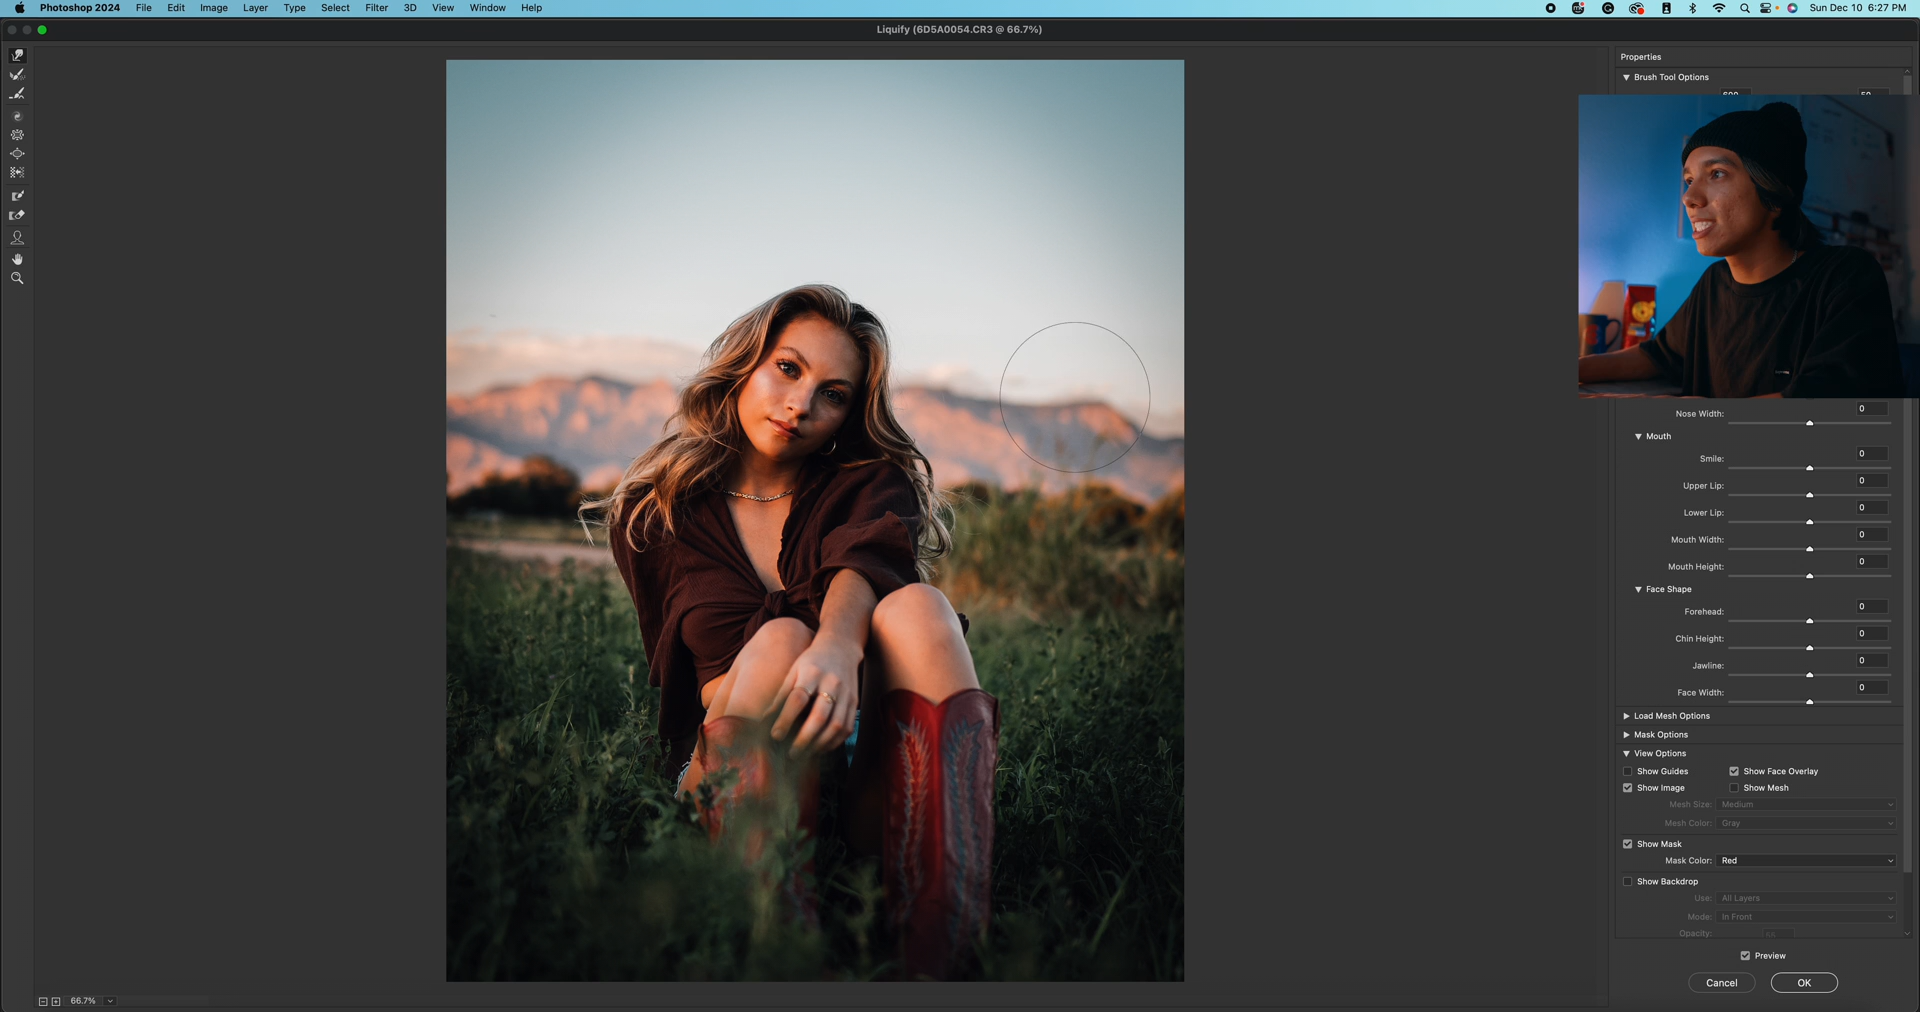 Photoshop 2024 File Edit Image Layer Type Select Filter 3D View Window Help Sun Dec 10 6:27 PM
Liquify (6D5A0054.CR3 @ 66.7%)
Properties
Brush Tool Options
Nose Width: 0
Mouth
Smile: 0
Upper Lip: 0
Lower Lip: 0
Mouth Width: 0
Mouth Height: 0
Face Shape
Forehead: 0
Chin Height: 0
Jawline: 0
Face Width: 0
Load Mesh Options
Mask Options
View Options
Show Guides Show Face Overlay
Show Image Show Mesh
Mesh Size: Medium
Mesh Color: Gray
Show Mask
Mask Color: Red
Show Backdrop
Use: All Layers
Mode: In Front
Opacity:
Preview
Cancel OK
66.7%